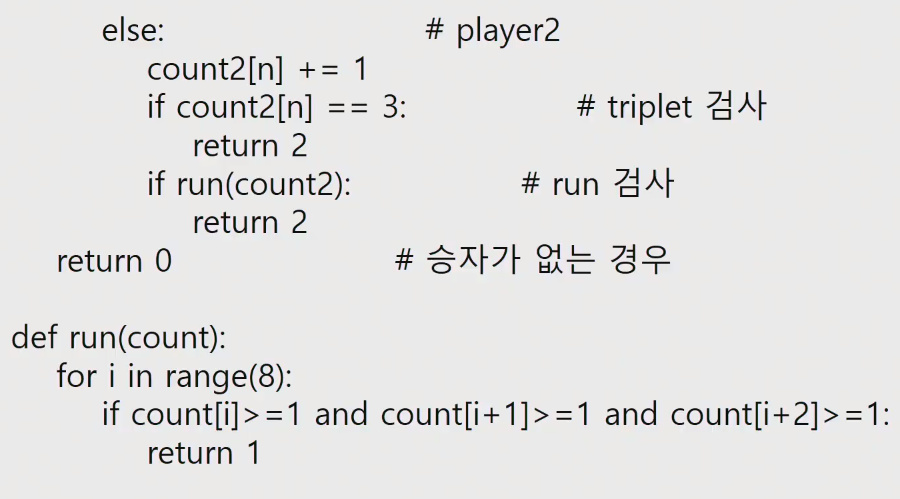 else: # player2
count2[n] += 1
if count2[n] == 3: # triplet 검사
return 2
if run(count2): # run 검사
return 2
return 0 # 승자가 없는 경우
def run(count):
for i in range(8):
if count[i]>=1 and count[i+1]>=1 and count[i+2]>=1:
return 1